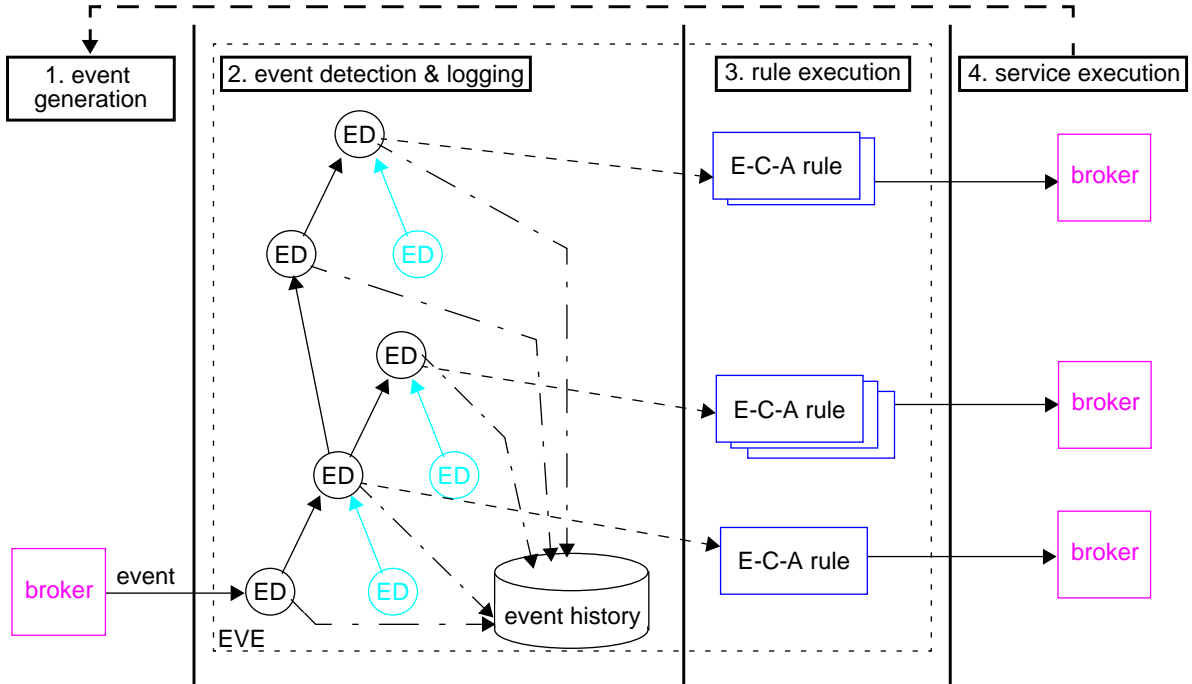 1. event
generation
2. event detection & logging
3. rule execution
4. service execution
ED
E-C-A rule
broker
ED
ED
ED
E-C-A rule
broker
ED
ED
E-C-A rule
broker
broker
event
ED
ED
event history
EVE